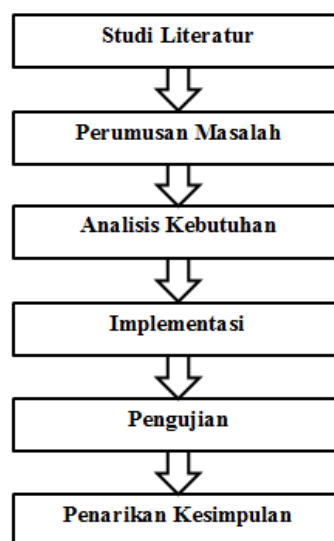 Studi Literatur
Perumusan Masalah
Analisis Kebutuhan
Implementasi
Pengujian
Penarikan Kesimpulan